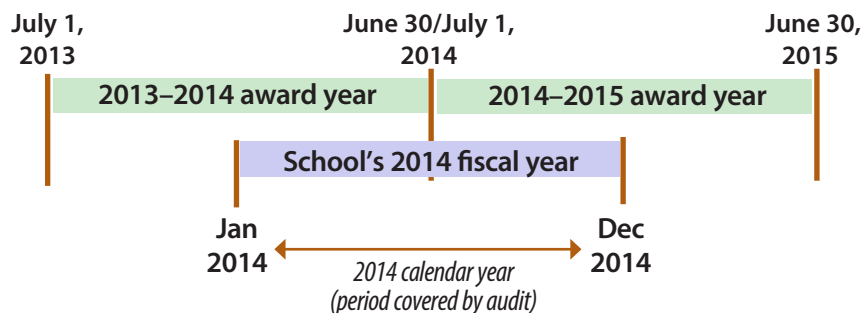 July 1,
2013
June 30/July 1,
2014
June 30,
2015
2013–2014 award year
2014–2015 award year
School’s 2014 fiscal year
Jan
2014
Dec
2014
2014 calendar year
(period covered by audit)